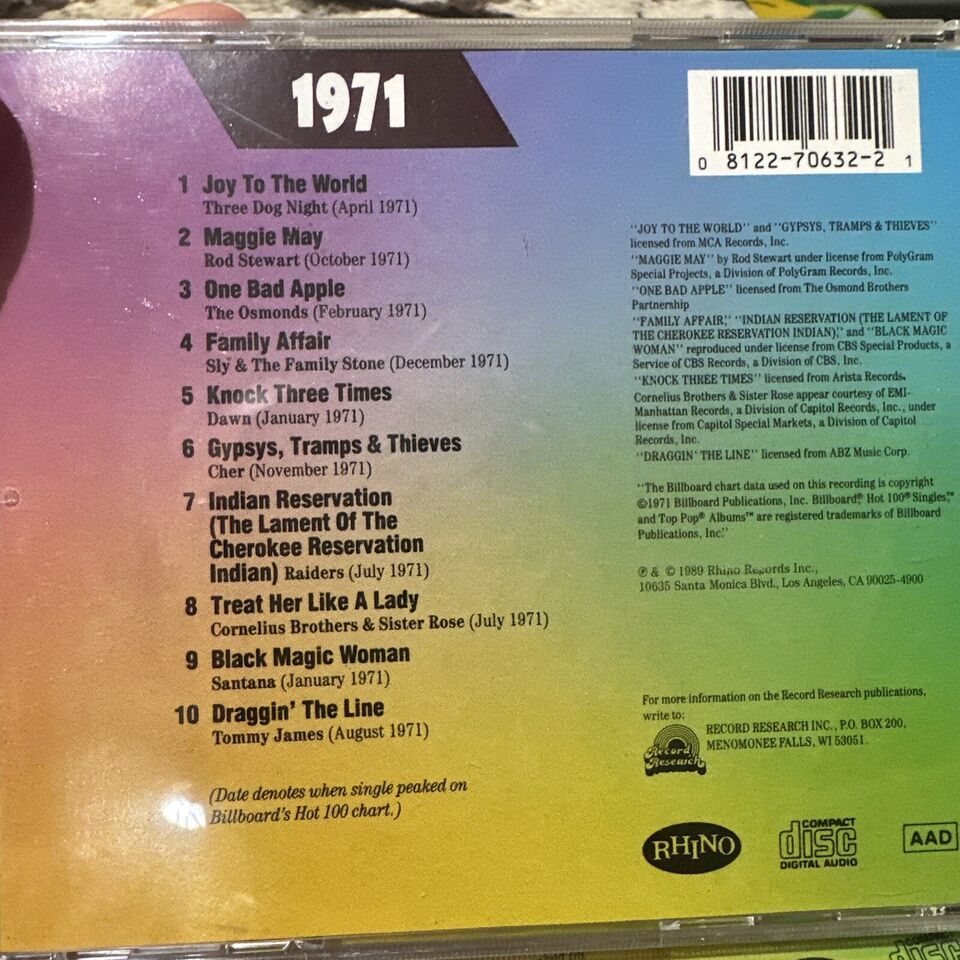 1971
0 8122-70632-2 1
1 Joy To The World
Three Dog Night (April 1971)
2 Maggie May
Rod Stewart (October 1971)
3 One Bad Apple
The Osmonds (February 1971)
4 Family Affair
Sly & The Family Stone (December 1971)
5 Knock Three Times
Dawn (January 1971)
6 Gypsys, Tramps & Thieves
Cher (November 1971)
7 Indian Reservation
(The Lament Of The
Cherokee Reservation
Indian) Raiders (July 1971)
8 Treat Her Like A Lady
Cornelius Brothers & Sister Rose (July 1971)
9 Black Magic Woman
Santana (January 1971)
10 Draggin' The Line
Tommy James (August 1971)
(Date denotes when single peaked on
Billboard's Hot 100 chart.)
"JOY TO THE WORLD" and "GYPSYS, TRAMPS & THIEVES"
licensed from MCA Records, Inc.
"MAGGIE MAY" by Rod Stewart under license from PolyGram
Special Projects, a Division of PolyGram Records, Inc.
"ONE BAD APPLE" licensed from The Osmond Brothers
Partnership
"FAMILY AFFAIR," "INDIAN RESERVATION (THE LAMENT OF
THE CHEROKEE RESERVATION INDIAN)," and "BLACK MAGIC
WOMAN" reproduced under license from CBS Special Products, a
Service of CBS Records, a Division of CBS, Inc.
"KNOCK THREE TIMES" licensed from Arista Records.
Cornelius Brothers & Sister Rose appear courtesy of EMI-
Manhattan Records, a Division of Capitol Records, Inc., under
license from Capitol Special Markets, a Division of Capitol
Records, Inc.
"DRAGGIN' THE LINE" licensed from ABZ Music Corp.
"The Billboard chart data used on this recording is copyright
©1971 Billboard Publications, Inc. Billboard,® Hot 100® Singles,™
and Top Pop® Albums™ are registered trademarks of Billboard
Publications, Inc."
℗ & © 1989 Rhino Records Inc.,
10635 Santa Monica Blvd., Los Angeles, CA 90025-4900
For more information on the Record Research publications,
write to:
Record
Research
RECORD RESEARCH INC., P.O. BOX 200,
MENOMONEE FALLS, WI 53051.
RHINO
COMPACT
disc
DIGITAL AUDIO
AAD
COMPACT
disc